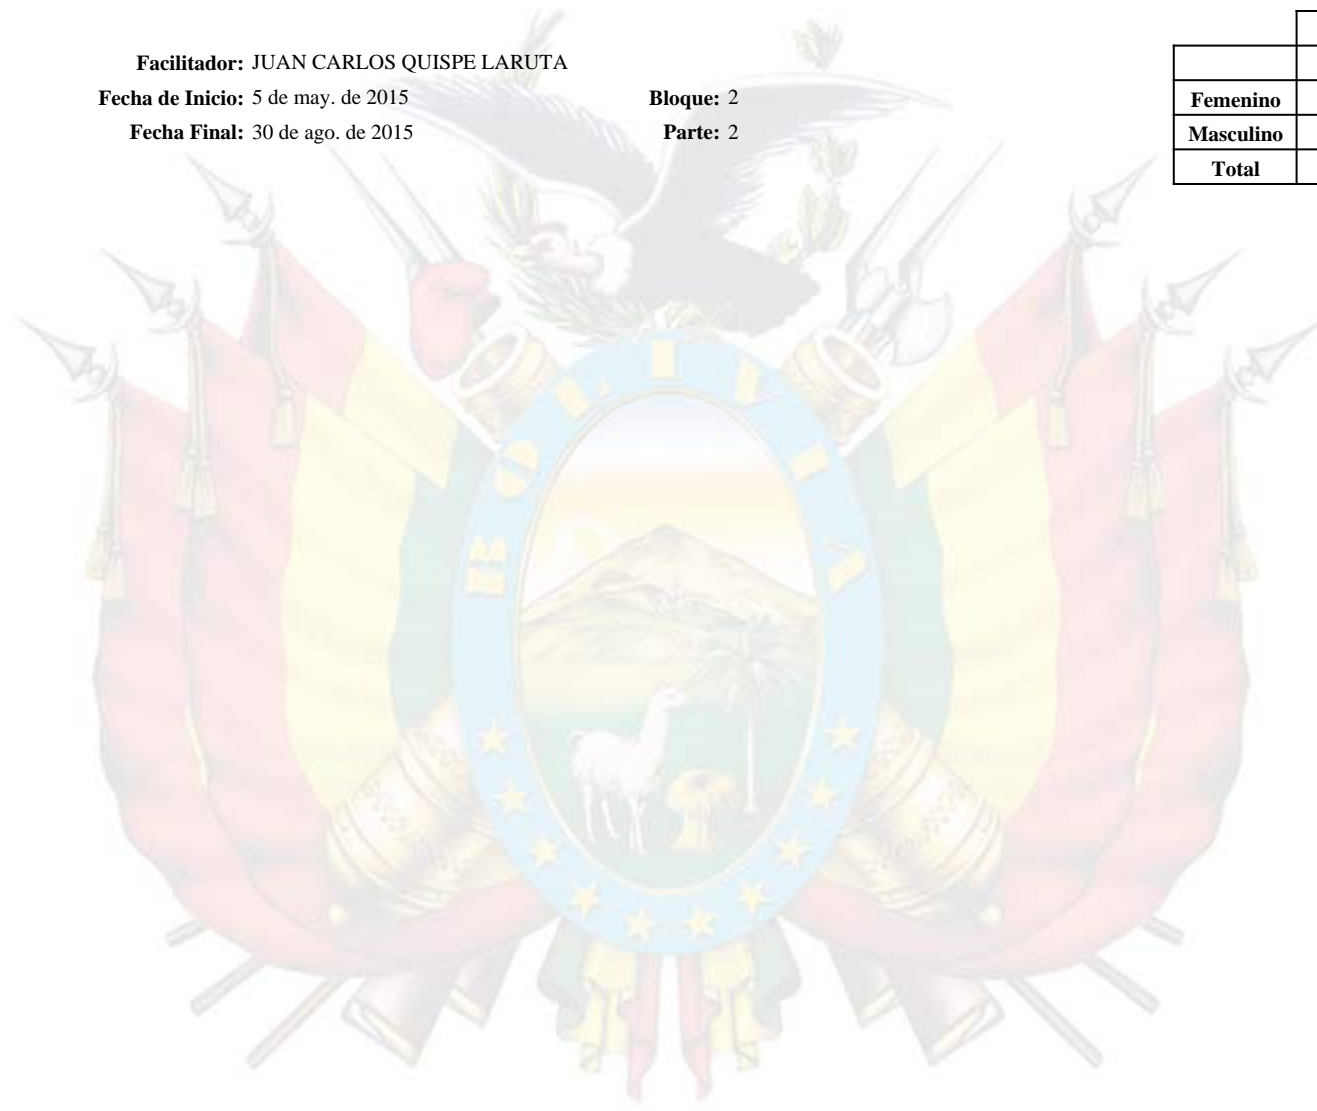 Facilitador: JUAN CARLOS QUISPE LARUTA
Fecha de Inicio: 5 de may. de 2015 Bloque: 2
Fecha Final: 30 de ago. de 2015 Parte: 2
Femenino
Masculino
Total
BOLIVIA